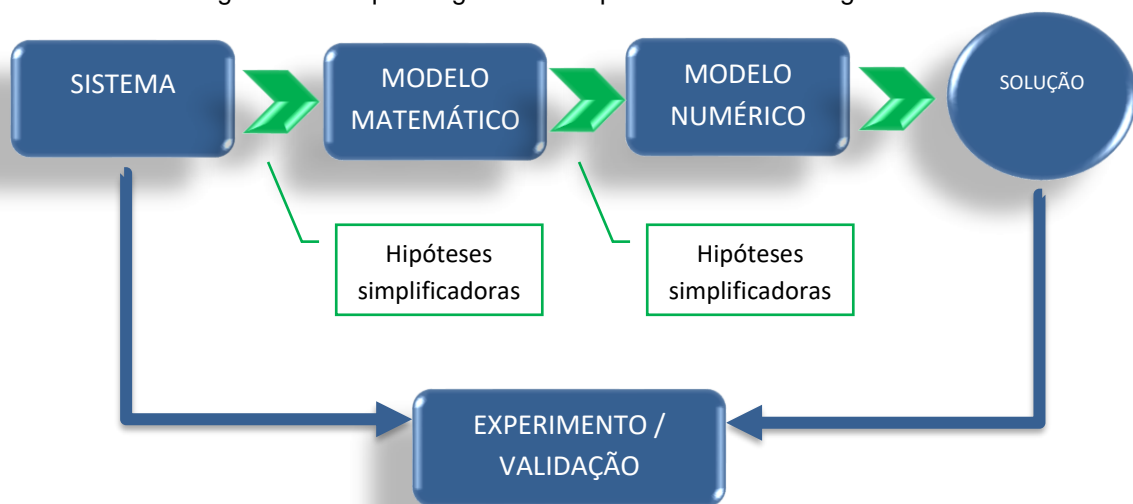 SISTEMA
MODELO
MATEMÁTICO
MODELO
NUMÉRICO
SOLUÇÃO
Hipóteses
simplificadoras
Hipóteses
simplificadoras
EXPERIMENTO /
VALIDAÇÃO